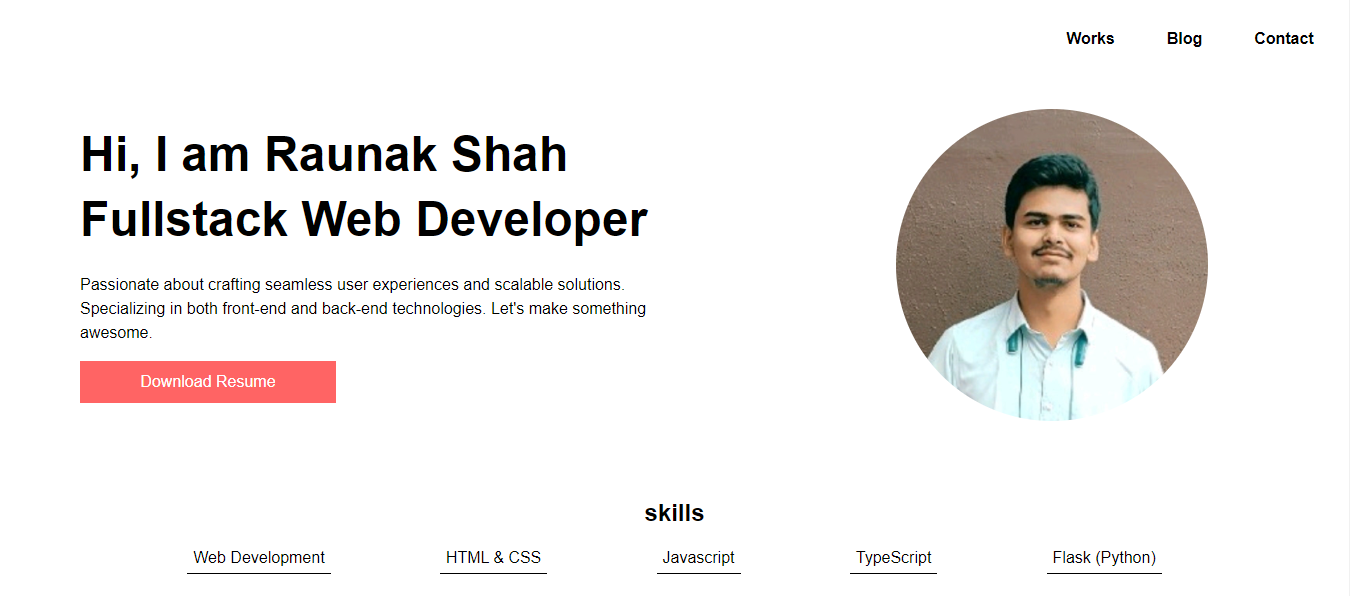 Works Blog Contact
Hi, I am Raunak Shah
Fullstack Web Developer
Passionate about crafting seamless user experiences and scalable solutions.
Specializing in both front-end and back-end technologies. Let's make something
awesome.
Download Resume
skills
Web Development HTML & CSS Javascript TypeScript Flask (Python)